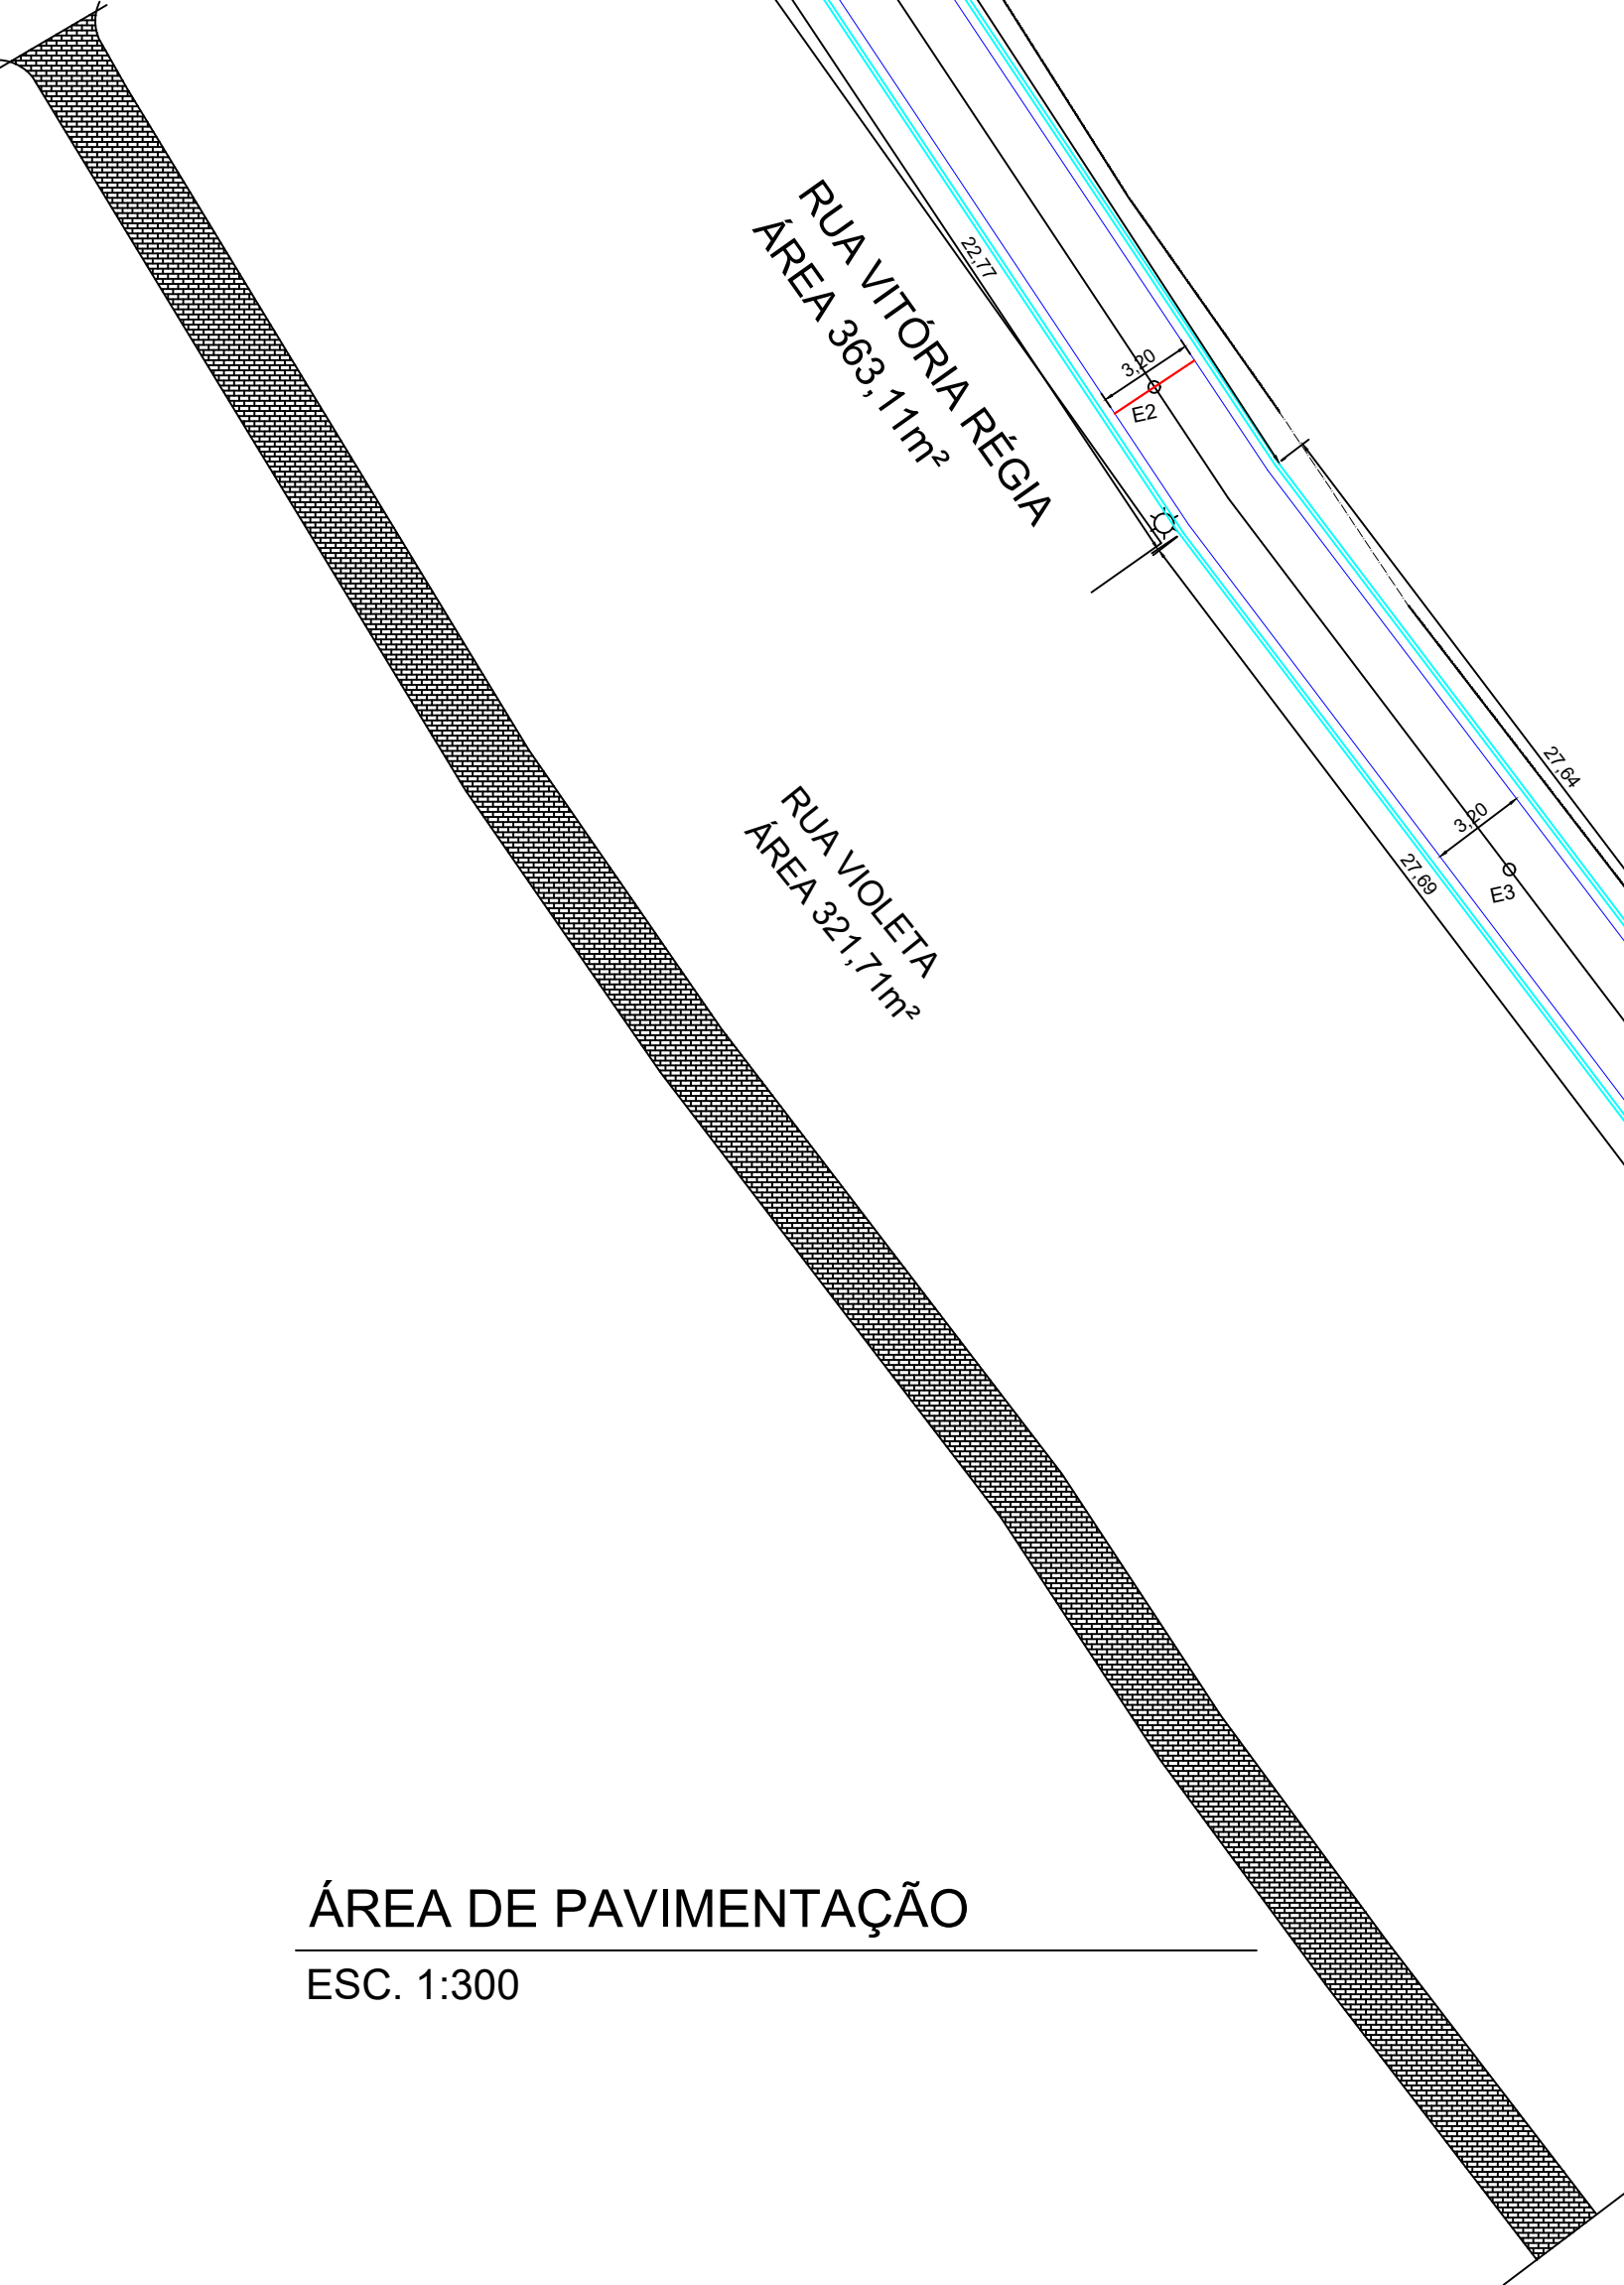 RUA VITÓRIA RÉGIA
ÁREA 363,11m²
22,77
3,20
E2
27,64
3,20
E3
27,69
RUA VIOLETA
ÁREA 321,71m²
ÁREA DE PAVIMENTAÇÃO
ESC. 1:300